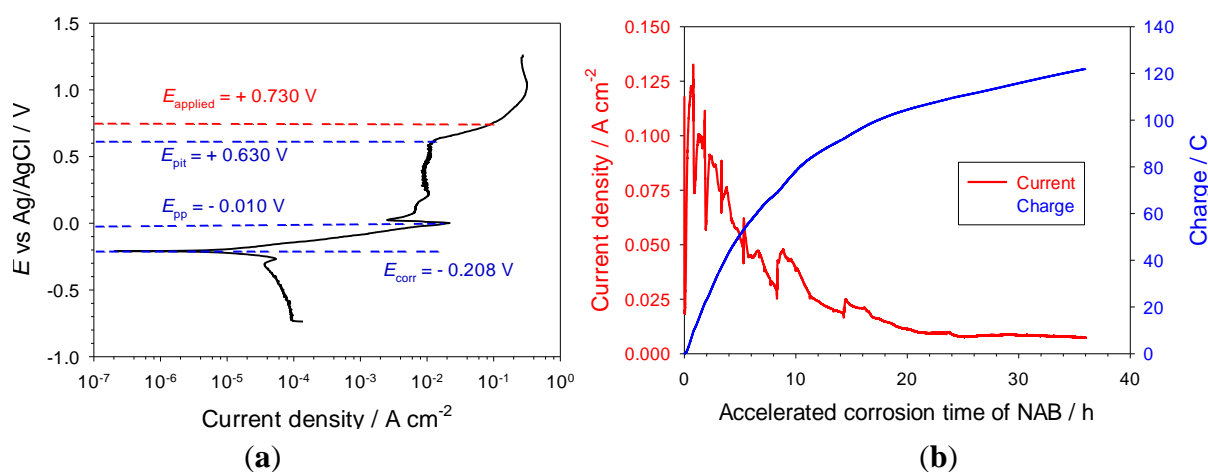 E vs Ag/AgCl / V
1.5
1.0
0.5
0.0
-0.5
-1.0
E_applied = + 0.730 V
E_pit = + 0.630 V
E_pp = - 0.010 V
E_corr = - 0.208 V
10^-7 10^-6 10^-5 10^-4 10^-3 10^-2 10^-1 10^0
Current density / A cm^-2
(a)
Current density / A cm^-2
0.150
0.125
0.100
0.075
0.050
0.025
0.000
Current
Charge
140
120
100
80
60
40
20
0
Charge / C
0 10 20 30 40
Accelerated corrosion time of NAB / h
(b)